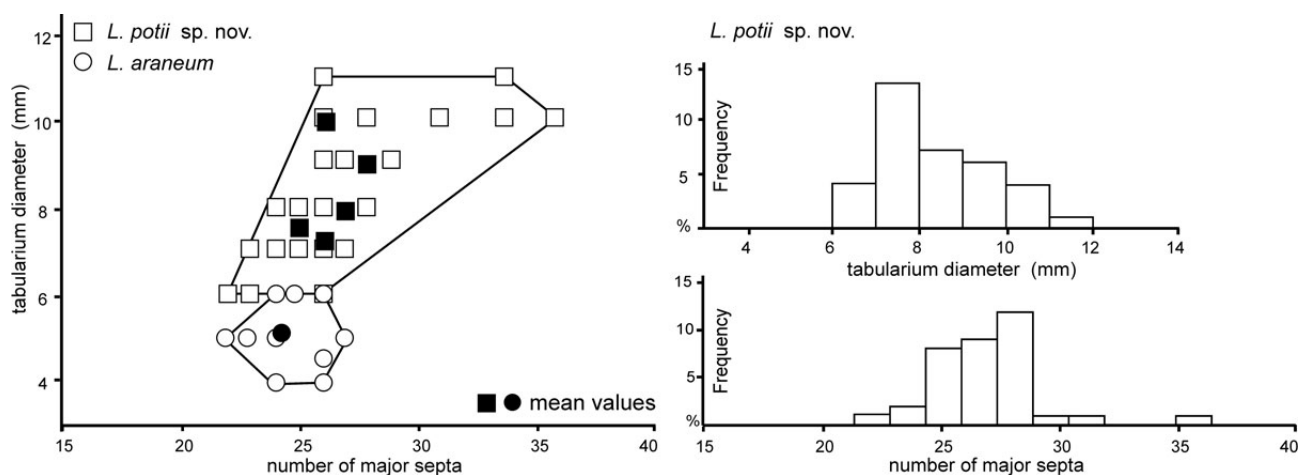 L. potii sp. nov.
L. araneum
12
10
8
6
4
tabularium diameter (mm)
mean values
15 20 25 30 35 40
number of major septa
L. potii sp. nov.
15
10
5
%
Frequency
4 6 8 10 12 14
tabularium diameter (mm)
15
10
5
%
Frequency
15 20 25 30 35 40
number of major septa